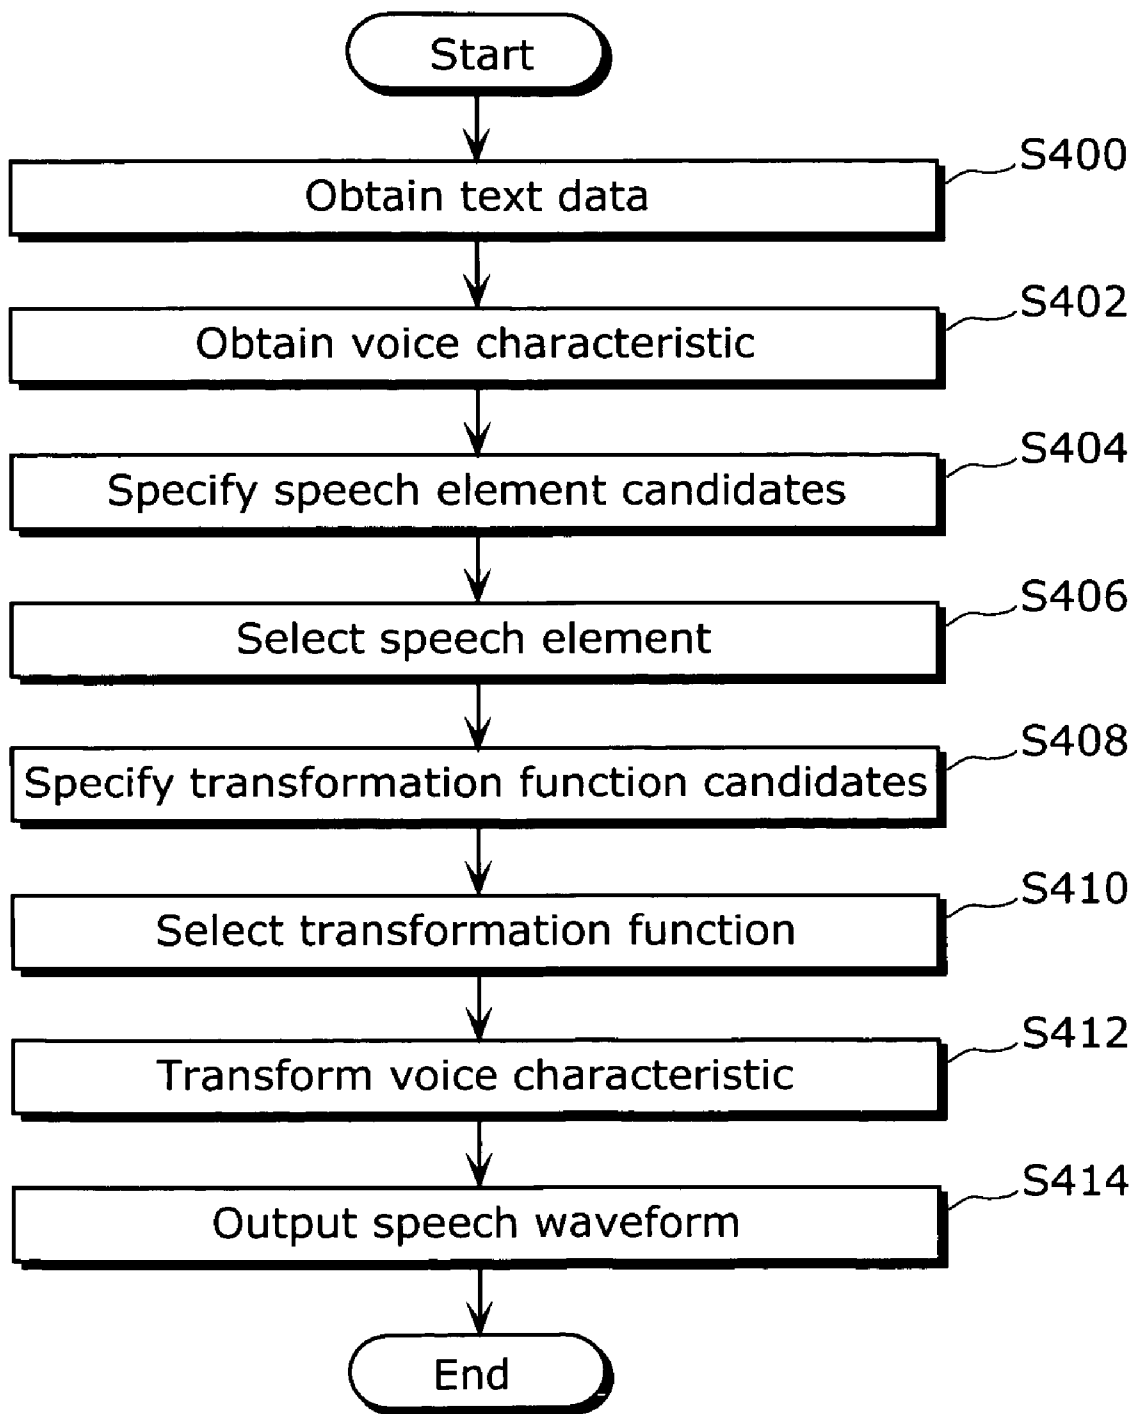 Start
S400
Obtain text data
S402
Obtain voice characteristic
S404
Specify speech element candidates
S406
Select speech element
S408
Specify transformation function candidates
S410
Select transformation function
S412
Transform voice characteristic
S414
Output speech waveform
End